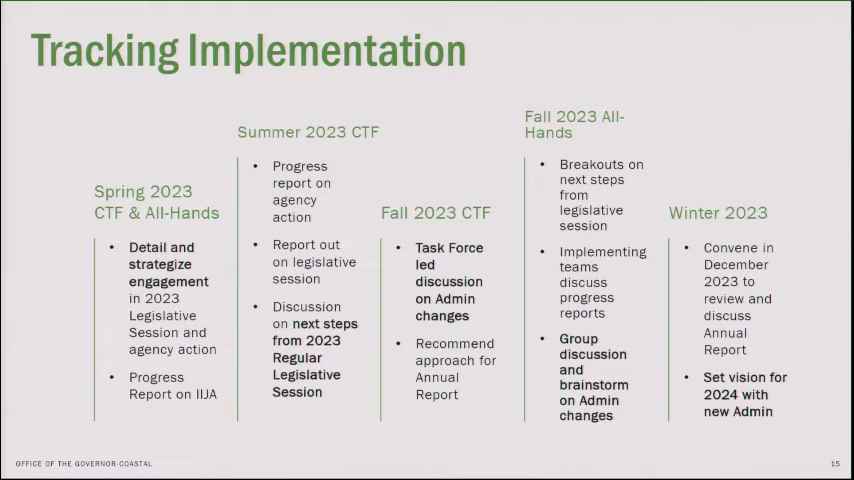 Tracking Implementation
Spring 2023
CTF & All-Hands
• Detail and
strategize
engagement
in 2023
Legislative
Session and
agency action
• Progress
Report on IIJA
Summer 2023 CTF
• Progress
report on
agency
action
• Report out
on legislative
session
• Discussion
on next steps
from 2023
Regular
Legislative
Session
Fall 2023 CTF
• Task Force
led
discussion
on Admin
changes
• Recommend
approach for
Annual
Report
Fall 2023 All-
Hands
• Breakouts on
next steps
from
legislative
session
• Implementing
teams
discuss
progress
reports
• Group
discussion
and
brainstorm
on Admin
changes
Winter 2023
• Convene in
December
2023 to
review and
discuss
Annual
Report
• Set vision for
2024 with
new Admin
OFFICE OF THE GOVERNOR-COASTAL
15